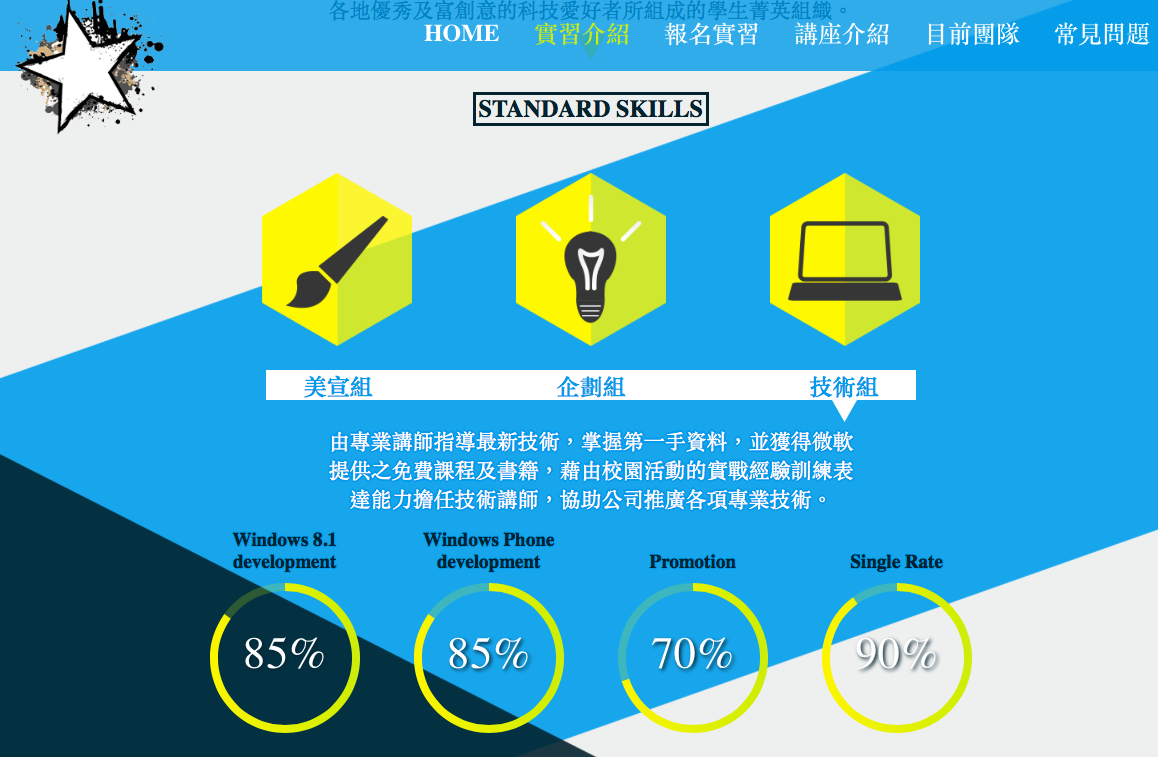 各地優秀及富創意的科技愛好者所組成的學生菁英組織。
HOME 實習介紹 報名實習 講座介紹 目前團隊 常見問題
STANDARD SKILLS
美宣組 企劃組 技術組
由專業講師指導最新技術，掌握第一手資料，並獲得微軟
提供之免費課程及書籍，藉由校園活動的實戰經驗訓練表
達能力擔任技術講師，協助公司推廣各項專業技術。
Windows 8.1 Windows Phone
development development Promotion Single Rate
85% 85% 70% 90%